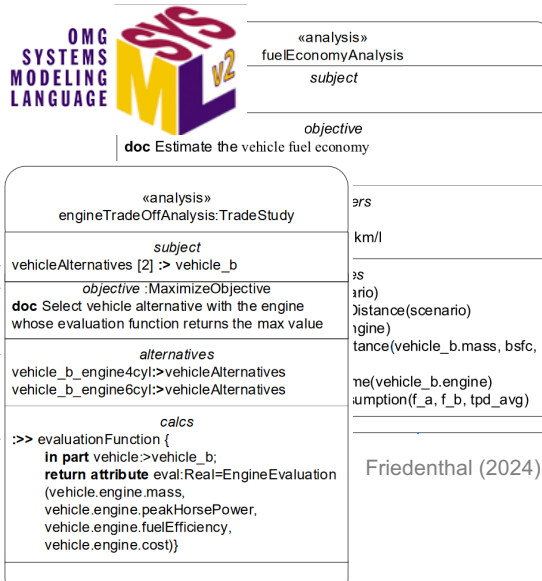 OMG
SYSTEMS
MODELING
LANGUAGE
SYS
ML
v2
«analysis»
fuelEconomyAnalysis
subject
objective
doc Estimate the vehicle fuel economy
km/l
ario)
Distance(scenario)
ngine)
tance(vehicle_b.mass, bsfc,
me(vehicle_b.engine)
sumption(f_a, f_b, tpd_avg)
«analysis»
engineTradeOffAnalysis:TradeStudy
subject
vehicleAlternatives [2] :> vehicle_b
objective :MaximizeObjective
doc Select vehicle alternative with the engine
whose evaluation function returns the max value
alternatives
vehicle_b_engine4cyl:>vehicleAlternatives
vehicle_b_engine6cyl:>vehicleAlternatives
calcs
:>> evaluationFunction {
in part vehicle:>vehicle_b;
return attribute eval:Real=EngineEvaluation
(vehicle.engine.mass,
vehicle.engine.peakHorsePower,
vehicle.engine.fuelEfficiency,
vehicle.engine.cost)}
Friedenthal (2024)